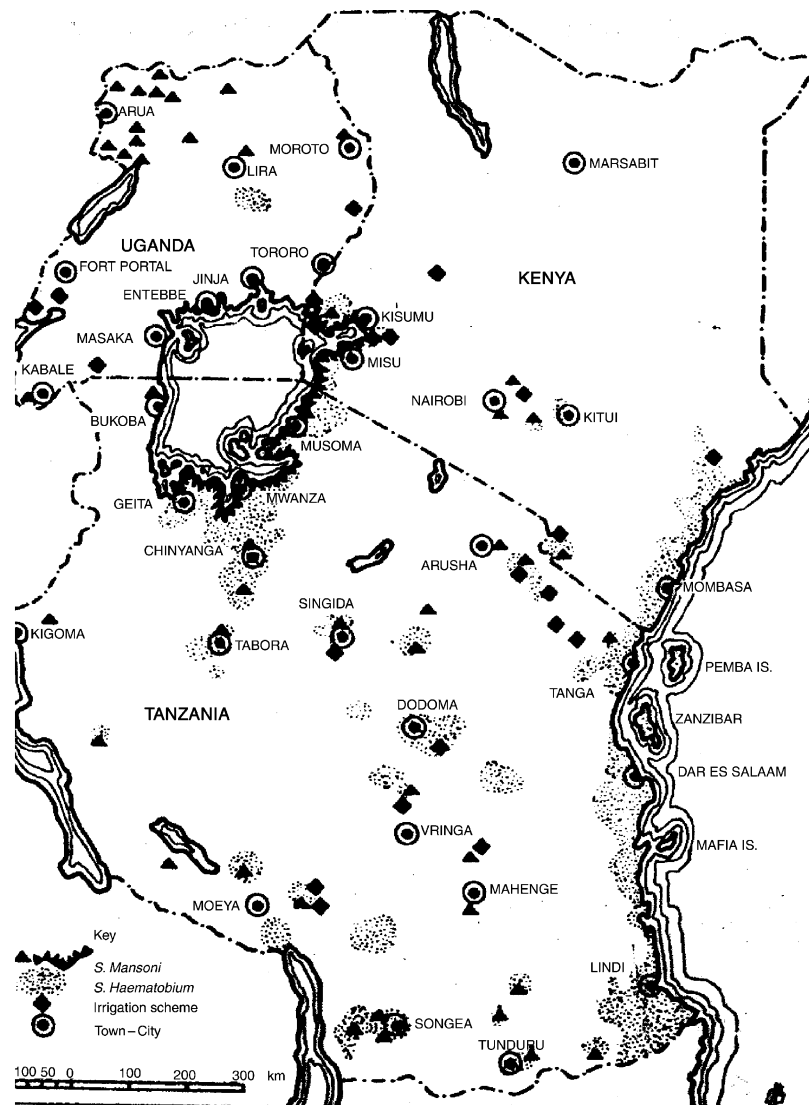 ARUA
MOROTO
LIRA
MARSABIT
UGANDA
TORORO
FORT PORTAL
JINJA
KENYA
ENTEBBE
KISUMU
MASAKA
MISU
KABALE
NAIROBI
KITUI
BUKOBA
MUSOMA
GEITA
MWANZA
CHINYANGA
ARUSHA
MOMBASA
SINGIDA
KIGOMA
TABORA
PEMBA IS.
TANGA
TANZANIA
DODOMA
ZANZIBAR
DAR ES SALAAM
VRINGA
MAFIA IS.
MAHENGE
MOEYA
Key
S. Mansoni
S. Haematobium
Irrigation scheme
Town–City
LINDI
SONGEA
TUNDURU
100 50 0 100 200 300 km